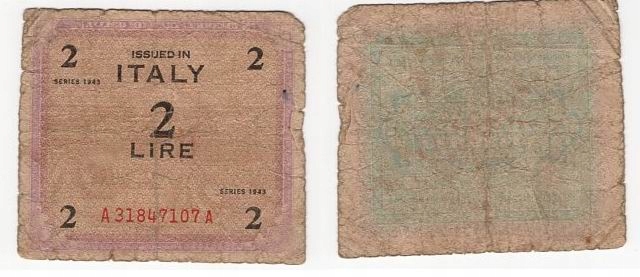 2 ISSUED IN 2
SERIES 1943 ITALY
2
LIRE
SERIES 1943
2 A31847107A 2